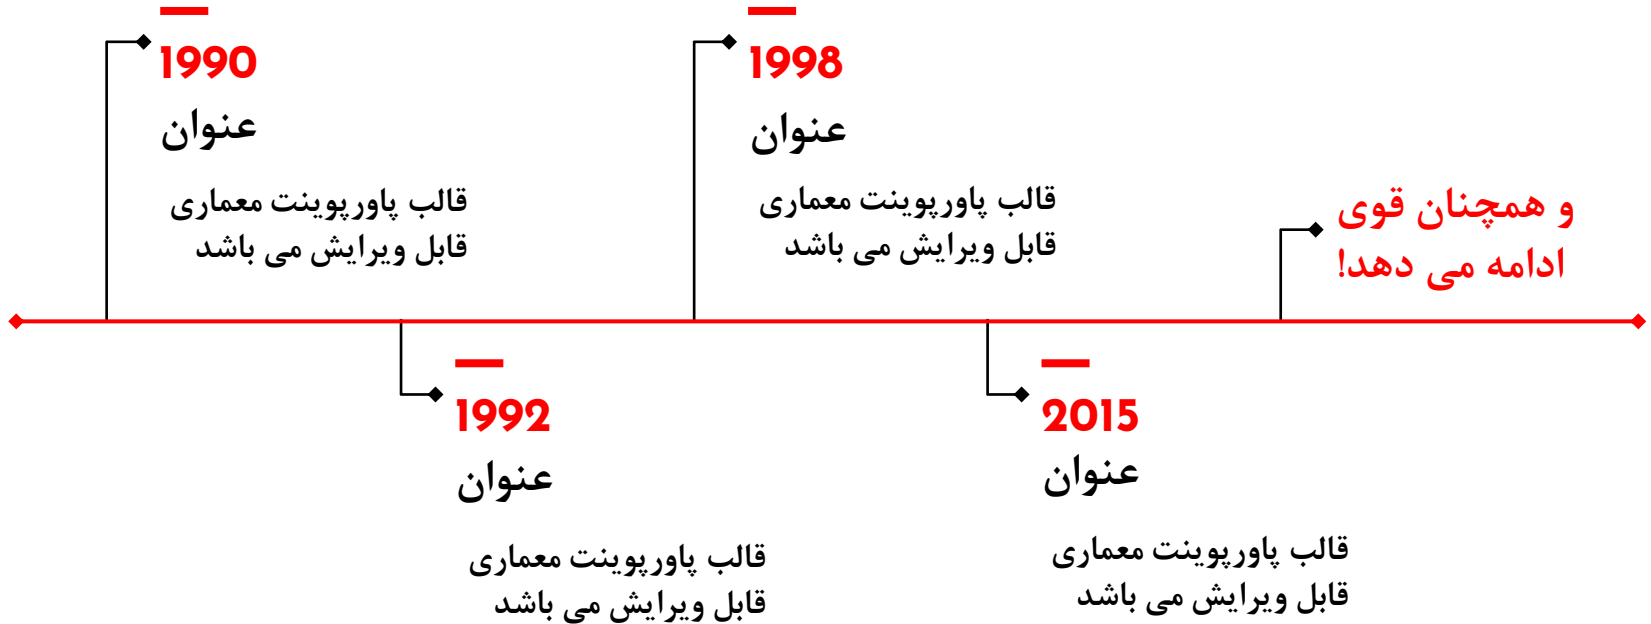 1990
عنوان
قالب پاورپوینت معماری
قابل ویرایش می باشد
1992
عنوان
قالب پاورپوینت معماری
قابل ویرایش می باشد
1998
عنوان
قالب پاورپوینت معماری
قابل ویرایش می باشد
2015
عنوان
قالب پاورپوینت معماری
قابل ویرایش می باشد
و همچنان قوی
ادامه می دهد!